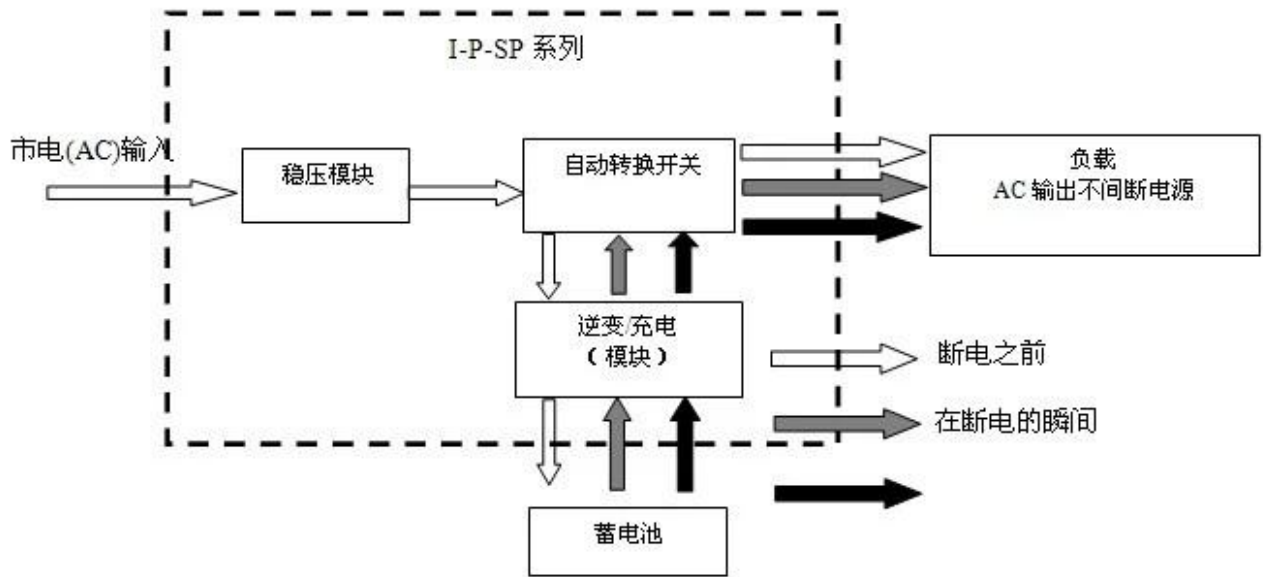 I-P-SP 系列
市电(AC)输入
稳压模块
自动转换开关
负载
AC 输出不间断电源
逆变/充电
（模块）
断电之前
在断电的瞬间
蓄电池